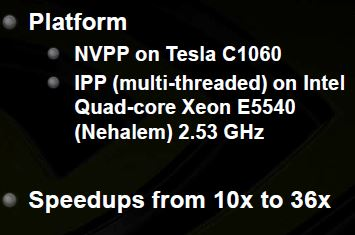 Platform
NVPP on Tesla C1060
IPP (multi-threaded) on Intel
Quad-core Xeon E5540
(Nehalem) 2.53 GHz
Speedups from 10x to 36x